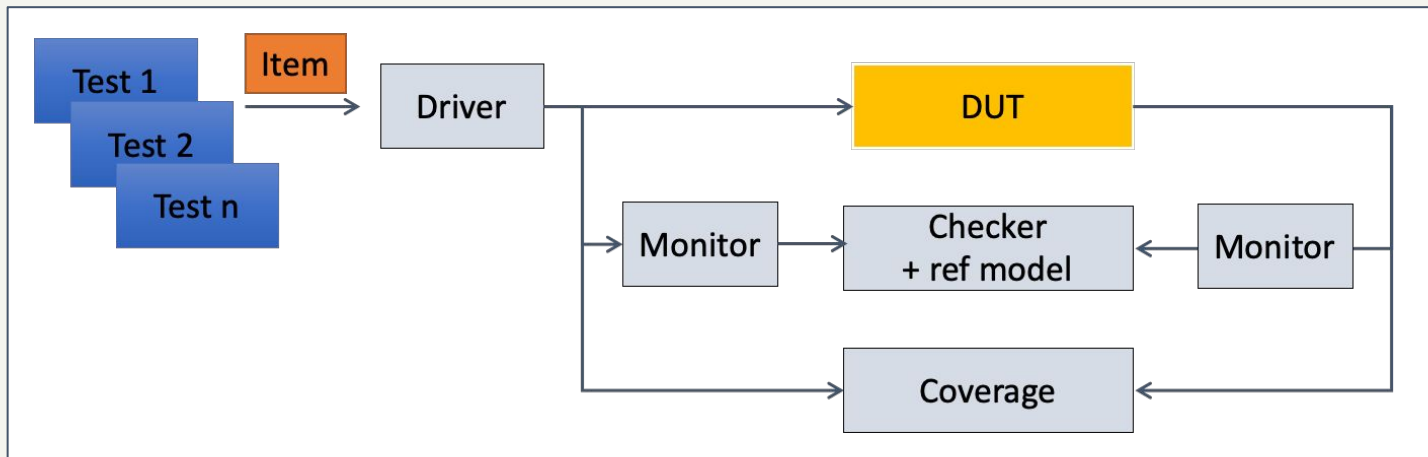 Test 1
Test 2
Test n
Item
Driver
DUT
Monitor
Checker
+ ref model
Monitor
Coverage